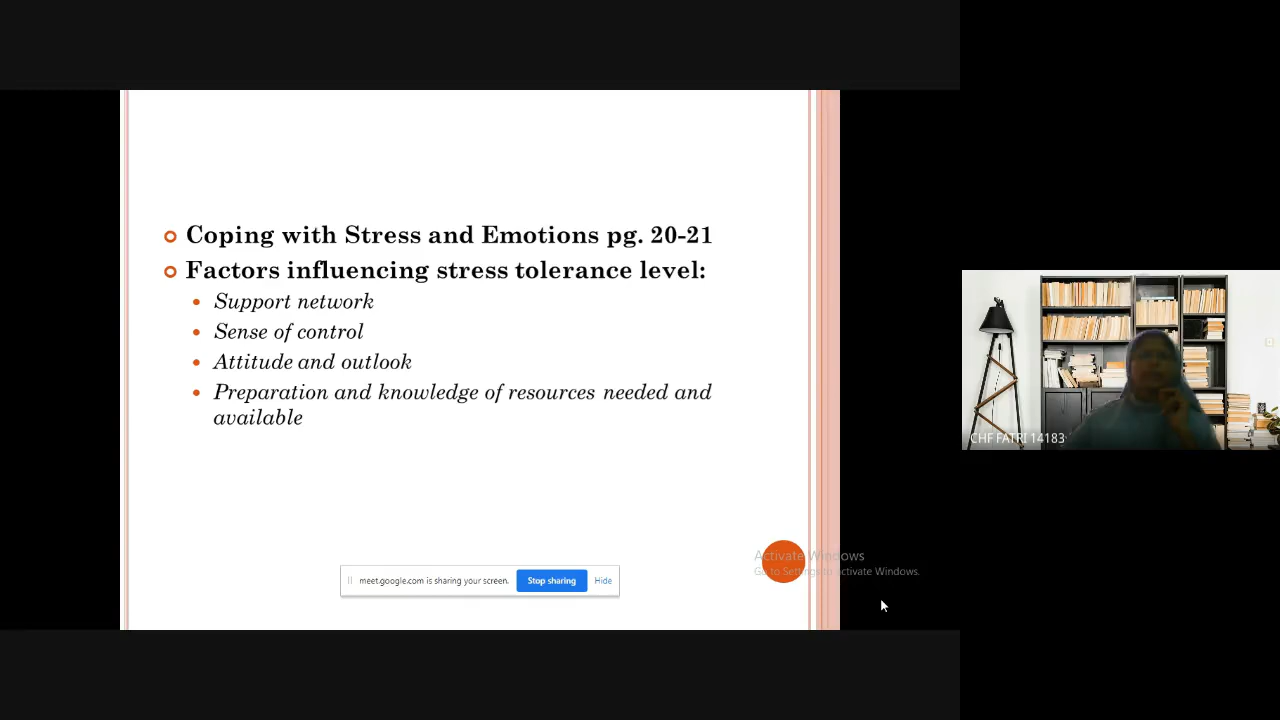 Coping with Stress and Emotions pg. 20-21
Factors influencing stress tolerance level:
Support network
Sense of control
Attitude and outlook
Preparation and knowledge of resources needed and
available
CHF FATRI 14183
Activate Windows
Go to Settings to activate Windows.
meet.google.com is sharing your screen.
Stop sharing
Hide